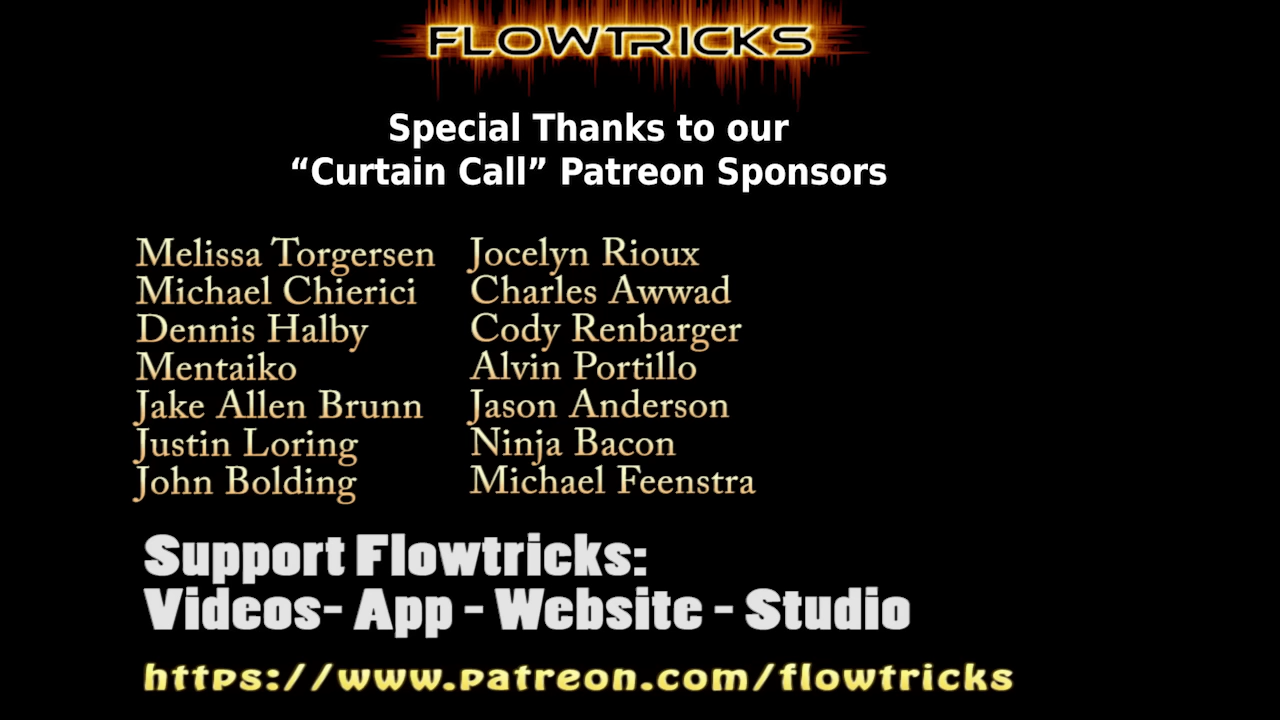 FLOWTRICKS
Special Thanks to our
“Curtain Call” Patreon Sponsors
Melissa Torgersen
Michael Chierici
Dennis Halby
Mentaiko
Jake Allen Brunn
Justin Loring
John Bolding
Jocelyn Rioux
Charles Awwad
Cody Renbarger
Alvin Portillo
Jason Anderson
Ninja Bacon
Michael Feenstra
Support Flowtricks:
Videos- App - Website - Studio
https://www.patreon.com/flowtricks